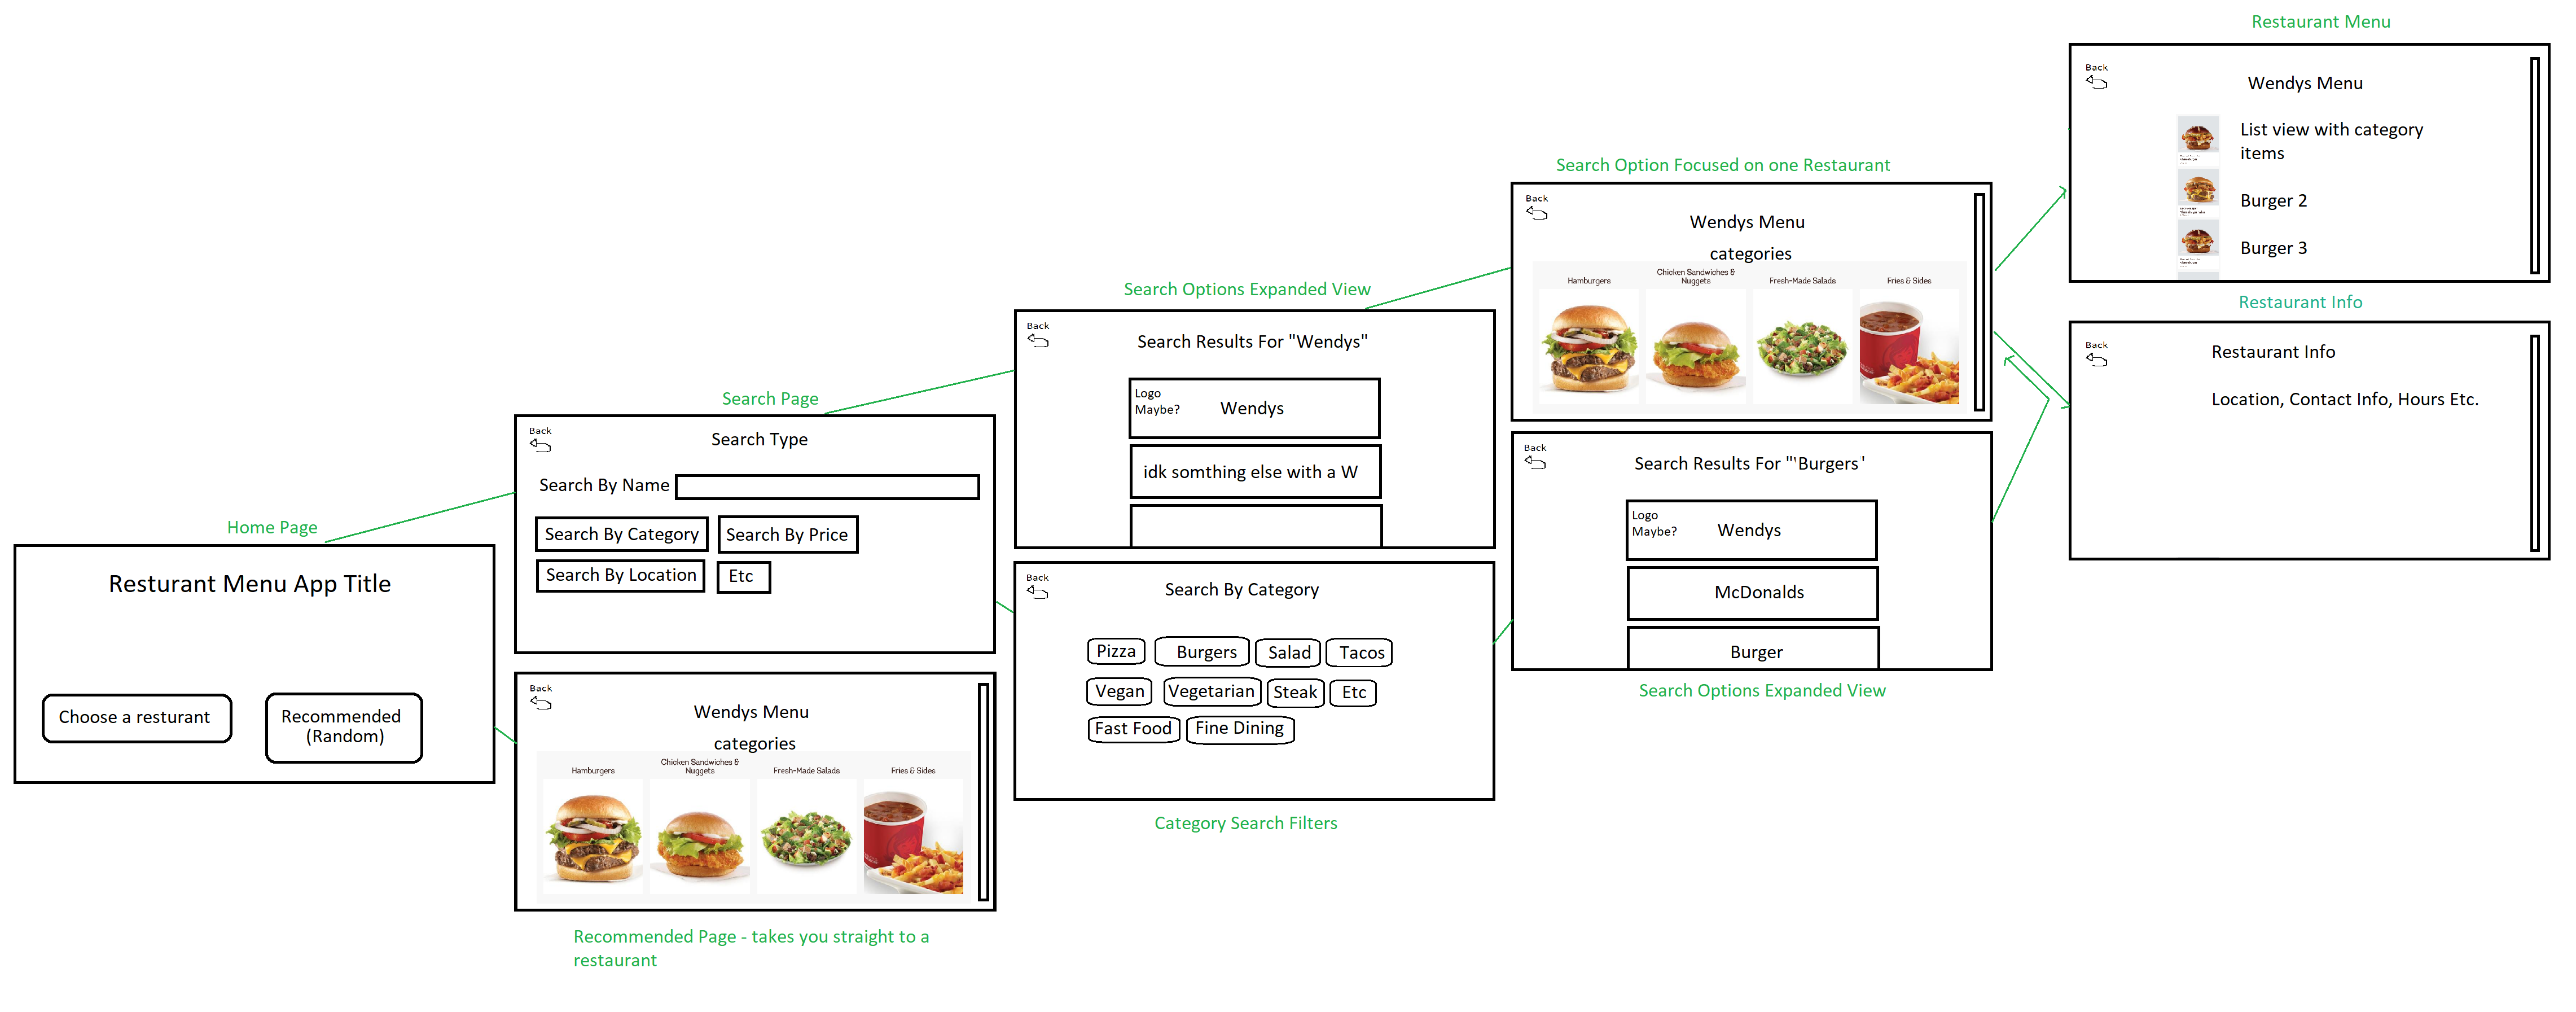 Home Page
Resturant Menu App Title
Choose a resturant
Recommended
(Random)
Search Page
Back
Search Type
Search By Name
Search By Category
Search By Price
Search By Location
Etc
Back
Wendys Menu
categories
Hamburgers
Chicken Sandwiches &
Nuggets
Fresh-Made Salads
Fries & Sides
Recommended Page - takes you straight to a
restaurant
Search Options Expanded View
Back
Search Results For "Wendys"
Logo
Maybe?
Wendys
idk somthing else with a W
Back
Search By Category
Pizza
Burgers
Salad
Tacos
Vegan
Vegetarian
Steak
Etc
Fast Food
Fine Dining
Category Search Filters
Search Option Focused on one Restaurant
Back
Wendys Menu
categories
Hamburgers
Chicken Sandwiches &
Nuggets
Fresh-Made Salads
Fries & Sides
Back
Search Results For "'Burgers'
Logo
Maybe?
Wendys
McDonalds
Burger
Search Options Expanded View
Restaurant Menu
Back
Wendys Menu
List view with category
items
Burger 2
Burger 3
Restaurant Info
Back
Restaurant Info
Location, Contact Info, Hours Etc.